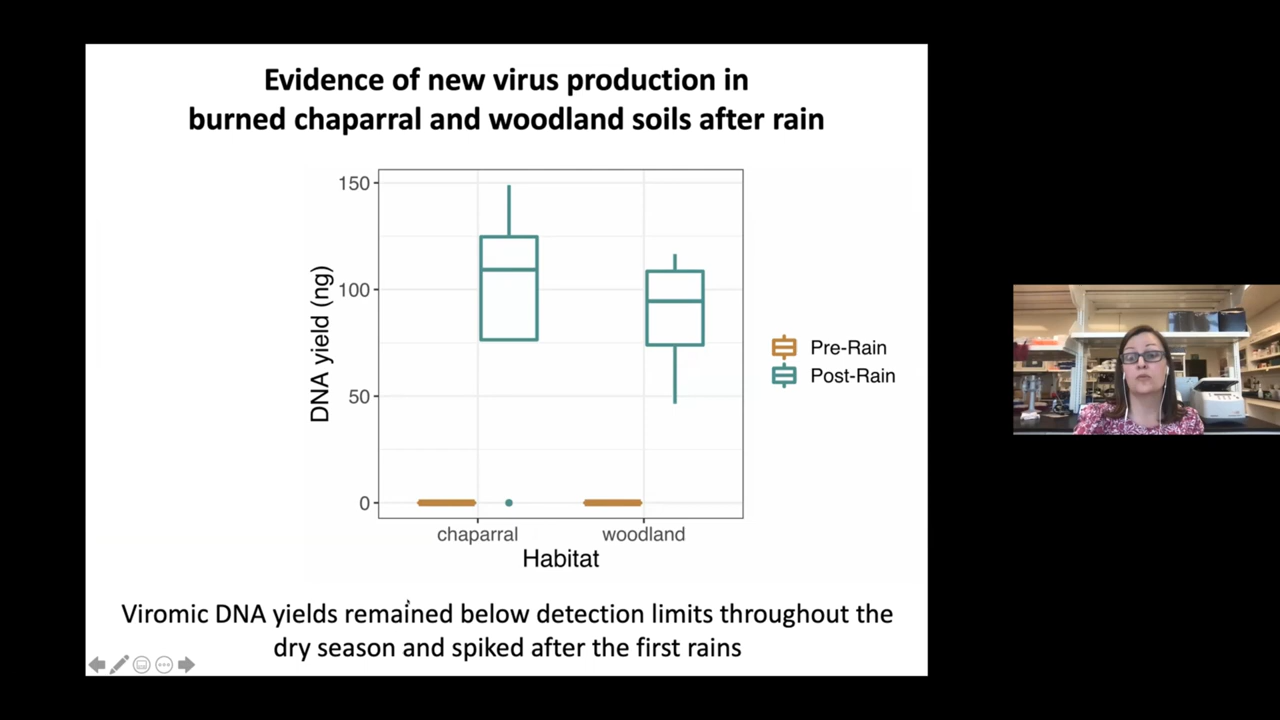 Evidence of new virus production in
burned chaparral and woodland soils after rain
150
100
50
0
DNA yield (ng)
chaparral
woodland
Habitat
Pre-Rain
Post-Rain
Viromic DNA yields remained below detection limits throughout the
dry season and spiked after the first rains